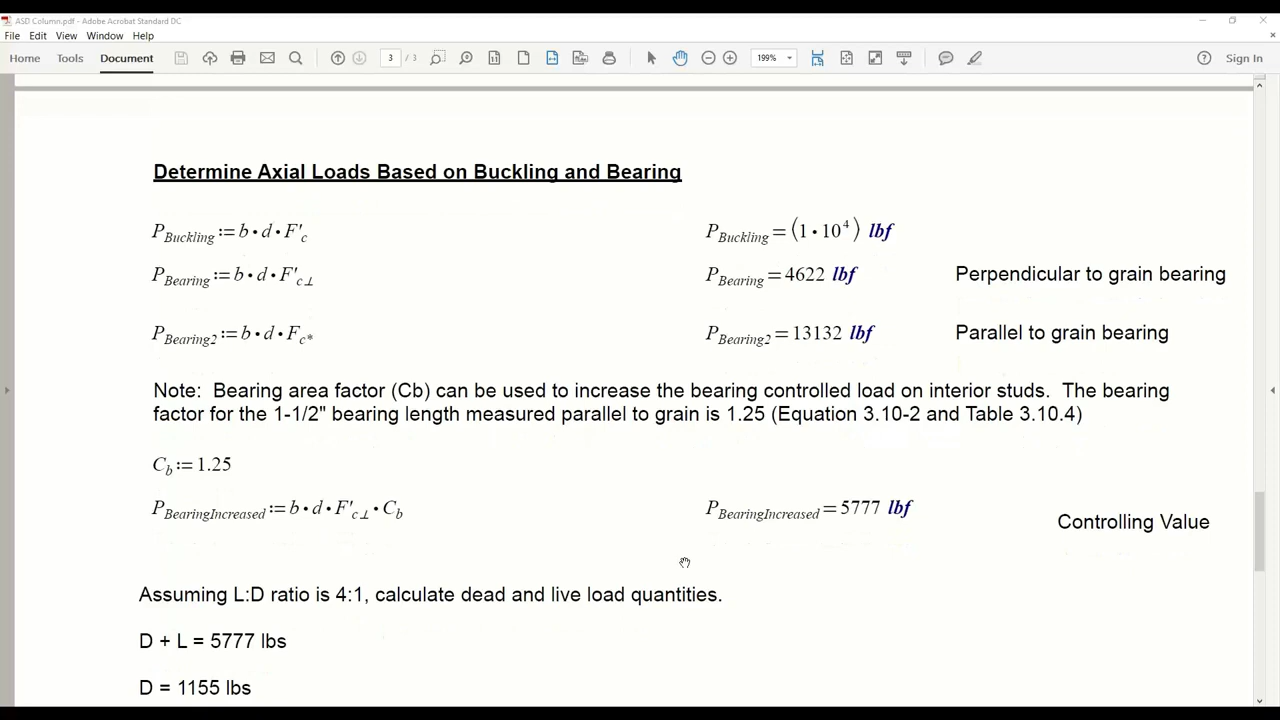 ASD Column.pdf - Adobe Acrobat Standard DC
File Edit View Window Help
Home Tools Document 3 / 3 199% Sign In
Determine Axial Loads Based on Buckling and Bearing
P_Buckling := b • d • F'_c P_Buckling = (1 • 10^4) lbf
P_Bearing := b • d • F'_c⊥ P_Bearing = 4622 lbf Perpendicular to grain bearing
P_Bearing2 := b • d • F_c* P_Bearing2 = 13132 lbf Parallel to grain bearing
Note: Bearing area factor (Cb) can be used to increase the bearing controlled load on interior studs. The bearing
factor for the 1-1/2" bearing length measured parallel to grain is 1.25 (Equation 3.10-2 and Table 3.10.4)
C_b := 1.25
P_BearingIncreased := b • d • F'_c⊥ • C_b P_BearingIncreased = 5777 lbf
Controlling Value
Assuming L:D ratio is 4:1, calculate dead and live load quantities.
D + L = 5777 lbs
D = 1155 lbs